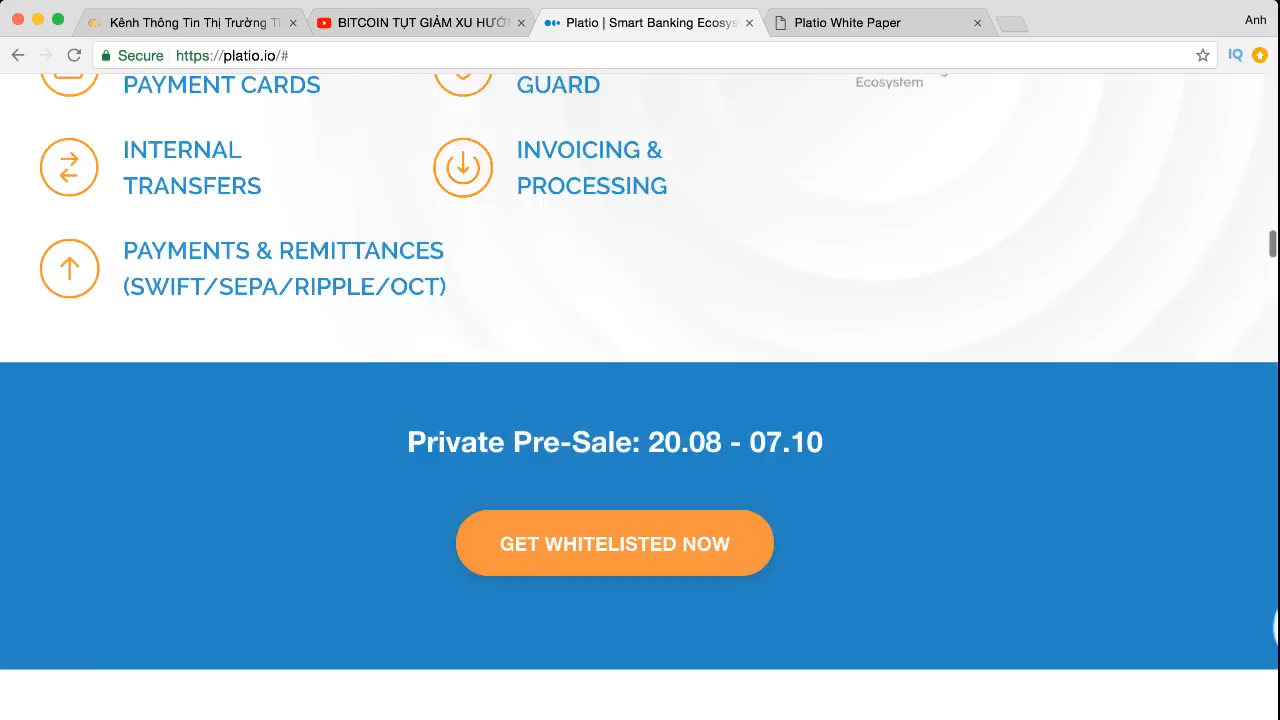 Kênh Thông Tin Thị Trường Ti
BITCOIN TỤT GIẢM XU HƯỚ
Platio | Smart Banking Ecosys
Platio White Paper
Anh
Secure
https://platio.io/#
IQ
PAYMENT CARDS
GUARD
Ecosystem
INTERNAL
TRANSFERS
INVOICING &
PROCESSING
PAYMENTS & REMITTANCES
(SWIFT/SEPA/RIPPLE/OCT)
Private Pre-Sale: 20.08 - 07.10
GET WHITELISTED NOW